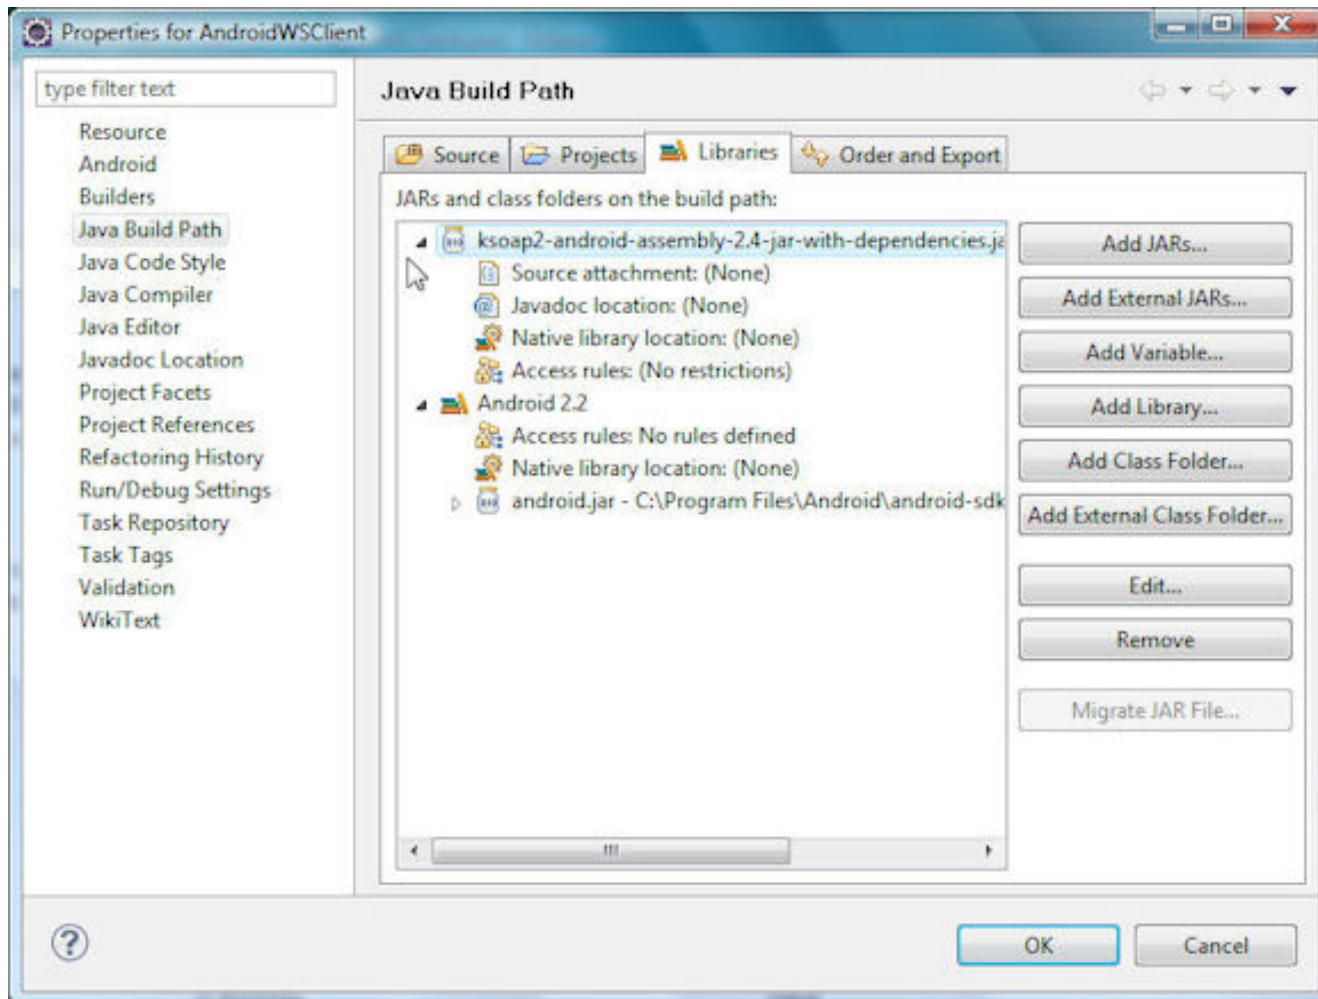 Properties for AndroidWSClient
type filter text
Resource
Android
Builders
Java Build Path
Java Code Style
Java Compiler
Java Editor
Javadoc Location
Project Facets
Project References
Refactoring History
Run/Debug Settings
Task Repository
Task Tags
Validation
WikiText
Java Build Path
Source
Projects
Libraries
Order and Export
JARs and class folders on the build path:
ksoap2-android-assembly-2.4-jar-with-dependencies.ja
Source attachment: (None)
Javadoc location: (None)
Native library location: (None)
Access rules: (No restrictions)
Android 2.2
Access rules: No rules defined
Native library location: (None)
android.jar - C:\Program Files\Android\android-sdk
Add JARs...
Add External JARs...
Add Variable...
Add Library...
Add Class Folder...
Add External Class Folder...
Edit...
Remove
Migrate JAR File...
OK
Cancel